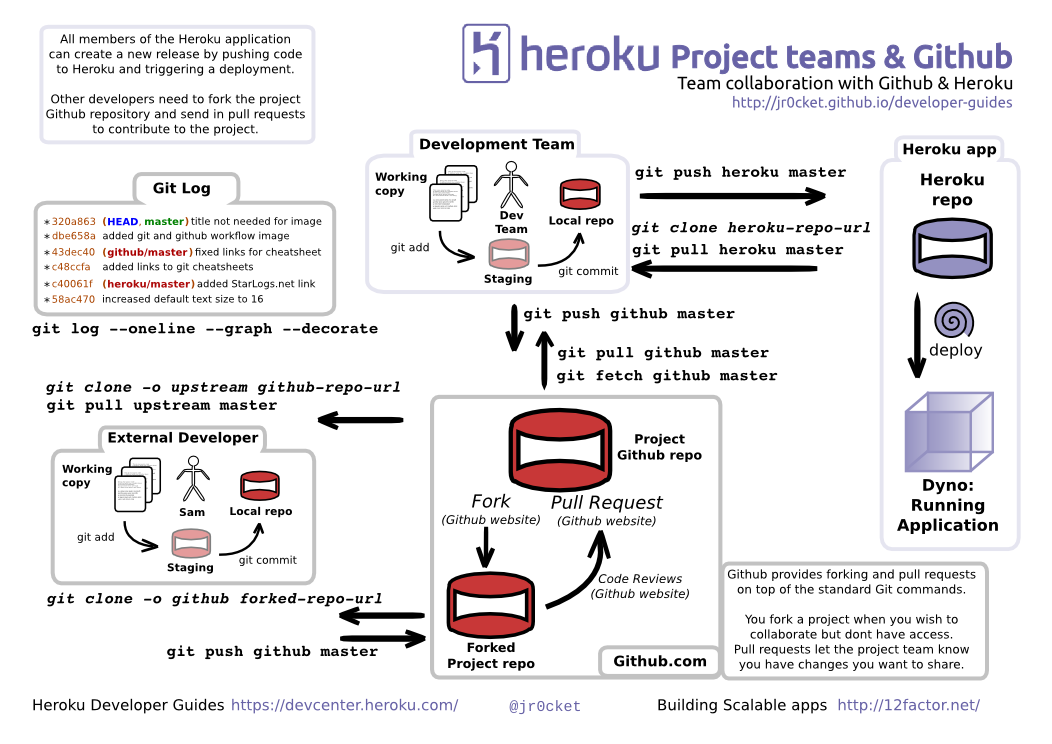 All members of the Heroku application
can create a new release by pushing code
to Heroku and triggering a deployment.
Other developers need to fork the project
Github repository and send in pull requests
to contribute to the project.
heroku Project teams & Github
Team collaboration with Github & Heroku
http://jr0cket.github.io/developer-guides
Git Log
* 320a863 (HEAD, master) title not needed for image
* dbe658a added git and github workflow image
* 43dec40 (github/master) fixed links for cheatsheet
* c48ccfa added links to git cheatsheets
* c40061f (heroku/master) added StarLogs.net link
* 58ac470 increased default text size to 16
git log --oneline --graph --decorate
Development Team
Working
copy
Dev
Team
Local repo
git add
Staging
git commit
git push heroku master
git clone heroku-repo-url
git pull heroku master
Heroku app
Heroku
repo
deploy
Dyno:
Running
Application
git push github master
git pull github master
git fetch github master
git clone -o upstream github-repo-url
git pull upstream master
External Developer
Working
copy
Sam
Local repo
git add
Staging
git commit
git clone -o github forked-repo-url
git push github master
Project
Github repo
Fork
(Github website)
Pull Request
(Github website)
Code Reviews
(Github website)
Forked
Project repo
Github.com
Github provides forking and pull requests
on top of the standard Git commands.
You fork a project when you wish to
collaborate but dont have access.
Pull requests let the project team know
you have changes you want to share.
Heroku Developer Guides https://devcenter.heroku.com/
@jr0cket
Building Scalable apps http://12factor.net/